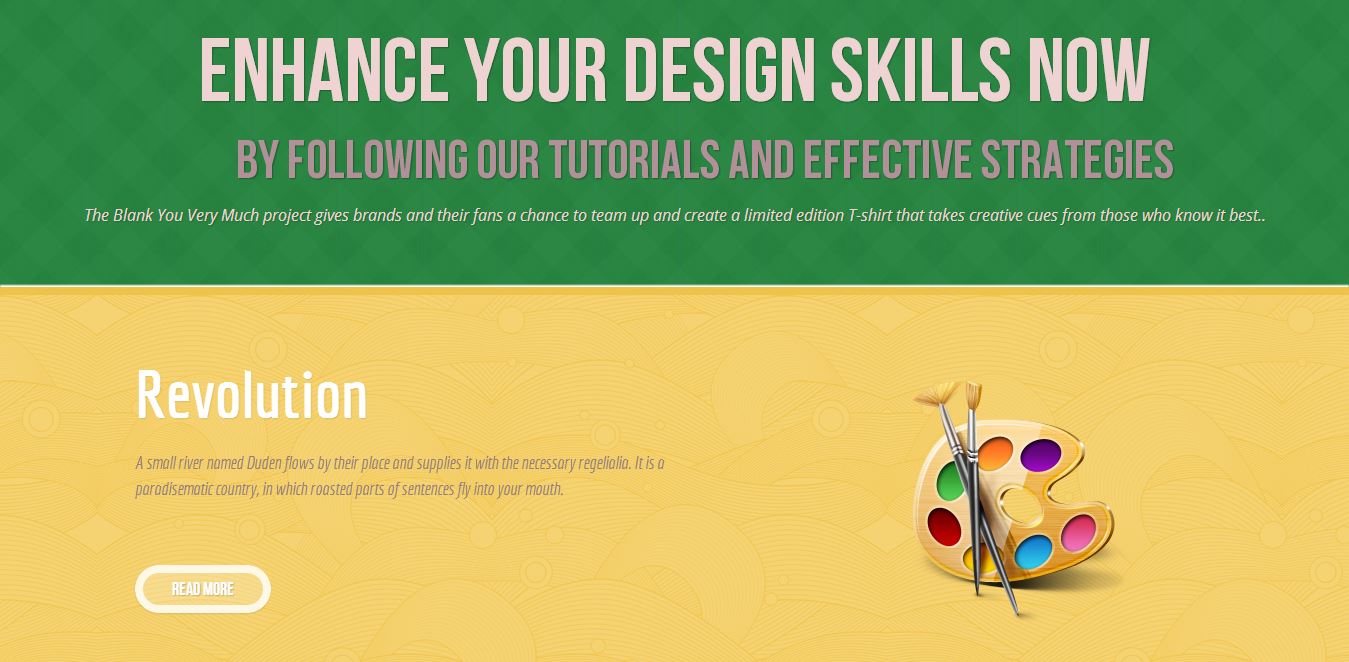 ENHANCE YOUR DESIGN SKILLS NOW
BY FOLLOWING OUR TUTORIALS AND EFFECTIVE STRATEGIES
The Blank You Very Much project gives brands and their fans a chance to team up and create a limited edition T-shirt that takes creative cues from those who know it best..
Revolution
A small river named Duden flows by their place and supplies it with the necessary regelialia. It is a
paradisematic country, in which roasted parts of sentences fly into your mouth.
READ MORE